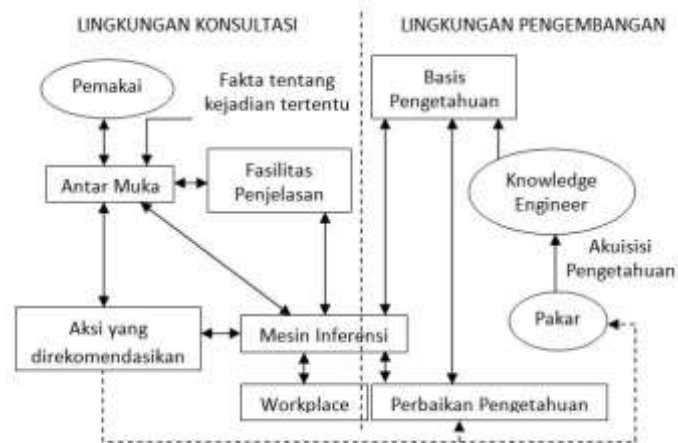 LINGKUNGAN KONSULTASI
LINGKUNGAN PENGEMBANGAN
Pemakai
Fakta tentang
kejadian tertentu
Basis
Pengetahuan
Antar Muka
Fasilitas
Penjelasan
Knowledge
Engineer
Akuisisi
Pengetahuan
Aksi yang
direkomendasikan
Mesin Inferensi
Pakar
Workplace
Perbaikan Pengetahuan